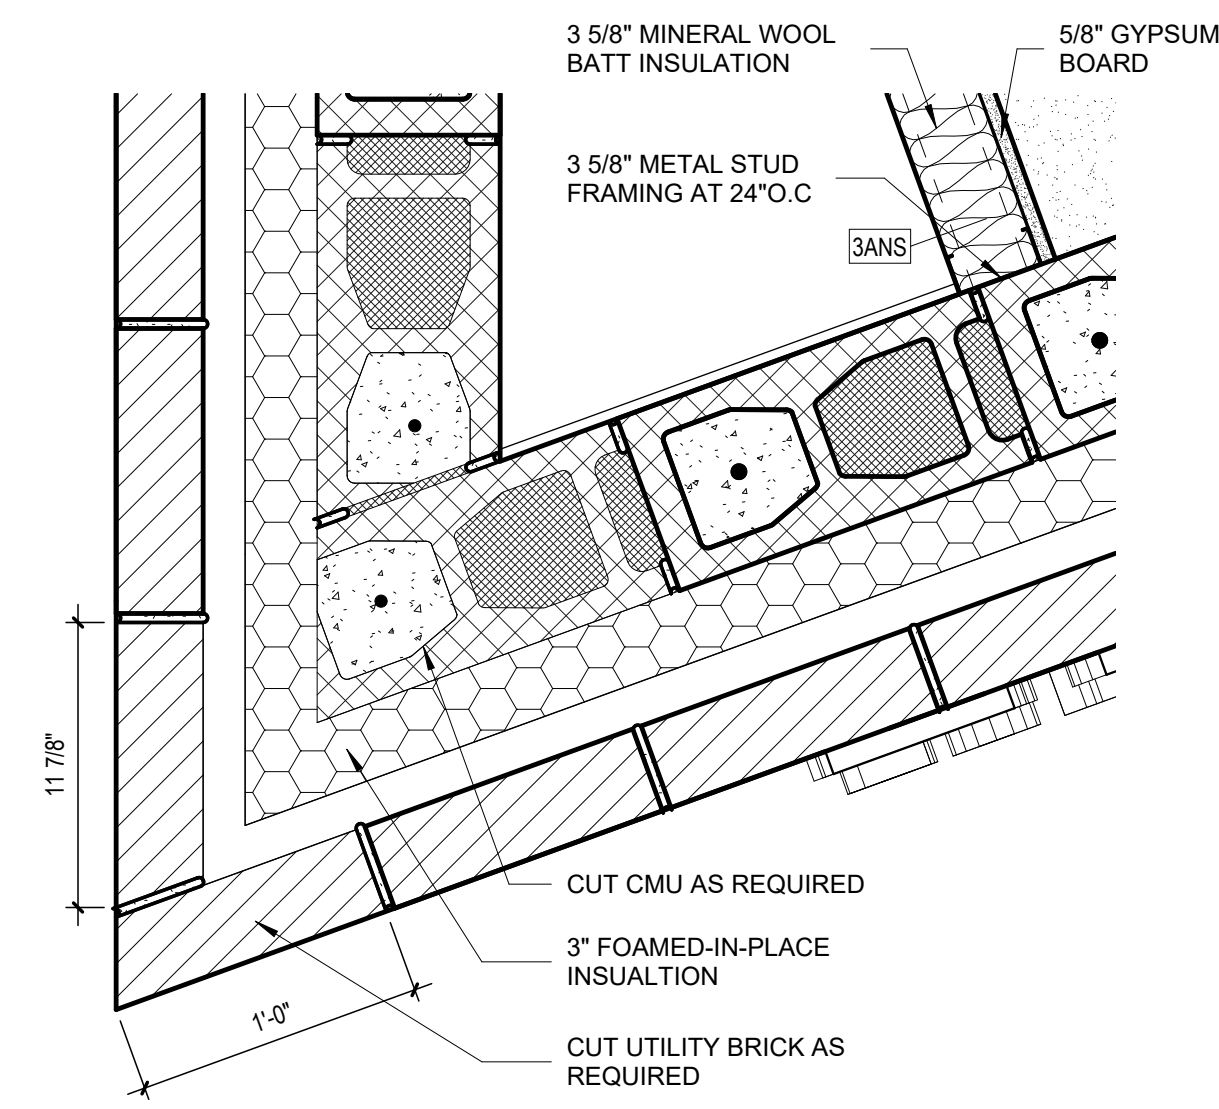 3 5/8" MINERAL WOOL
BATT INSULATION
5/8" GYPSUM
BOARD
3 5/8" METAL STUD
FRAMING AT 24"O.C
3ANS
11 7/8"
CUT CMU AS REQUIRED
3" FOAMED-IN-PLACE
INSUALTION
1'-0"
CUT UTILITY BRICK AS
REQUIRED